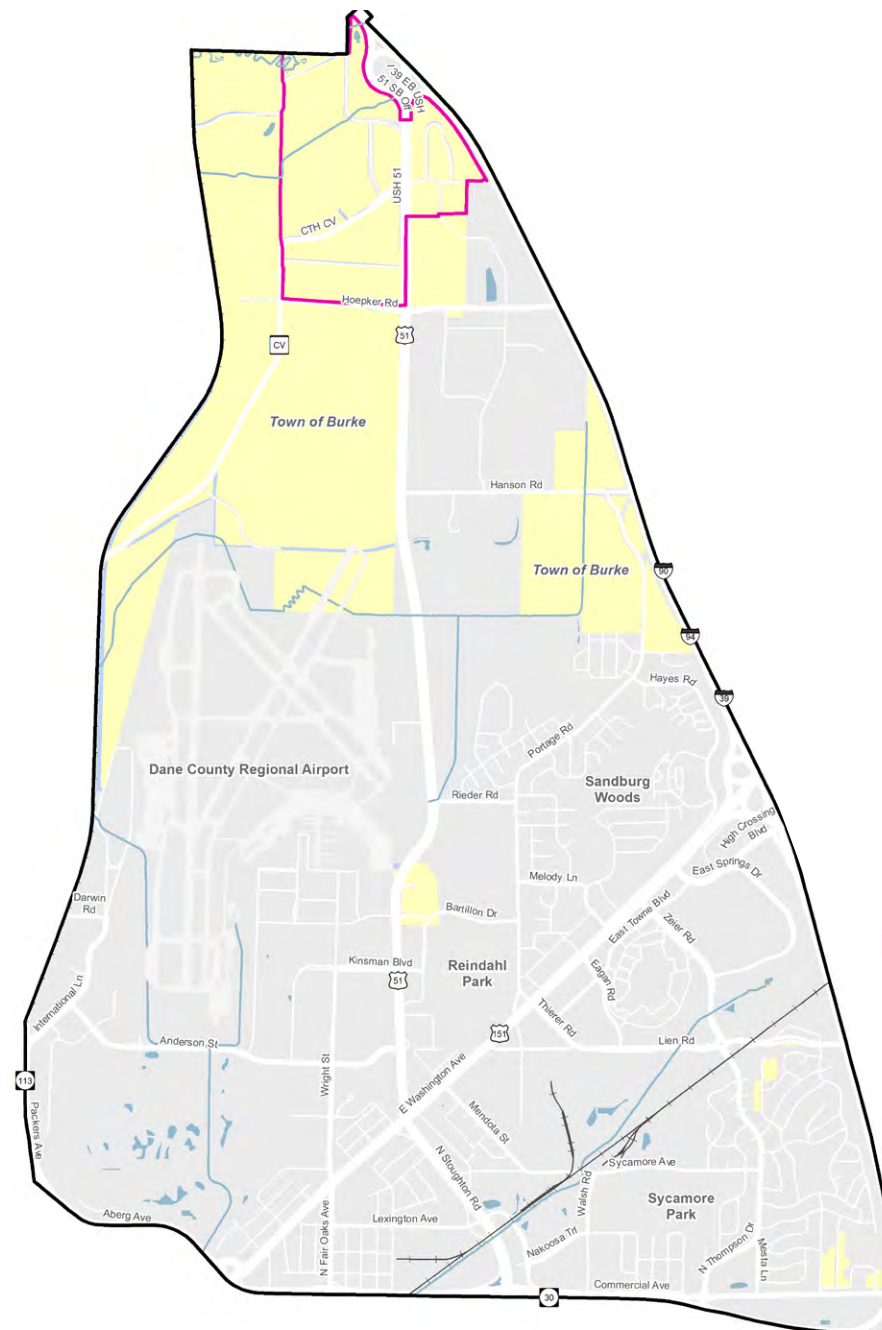 / 39 EB USH
51 SB Off
USH 51
CTH CV
Hoepker Rd
51
CV
Town of Burke
Hanson Rd
Town of Burke
90
94
Hayes Rd
39
Portage Rd
Dane County Regional Airport
Sandburg
Woods
Rieder Rd
High Crossing
Blvd
East Springs Dr
Melody Ln
Darwin
Rd
East Towne Blvd
Zeier Rd
Bartillon Dr
Kinsman Blvd
Reindahl
Park
51
Eagan Rd
International Ln
Thierer Rd
151
Anderson St
Lien Rd
Wright St
E Washington Ave
113
Packers Ave
Mendota St
N Stoughton Rd
Sycamore Ave
Walsh Rd
Sycamore
Park
Aberg Ave
N Fair Oaks Ave
Lexington Ave
Nakoosa Trl
N Thompson Dr
Mesta Ln
Commercial Ave
30